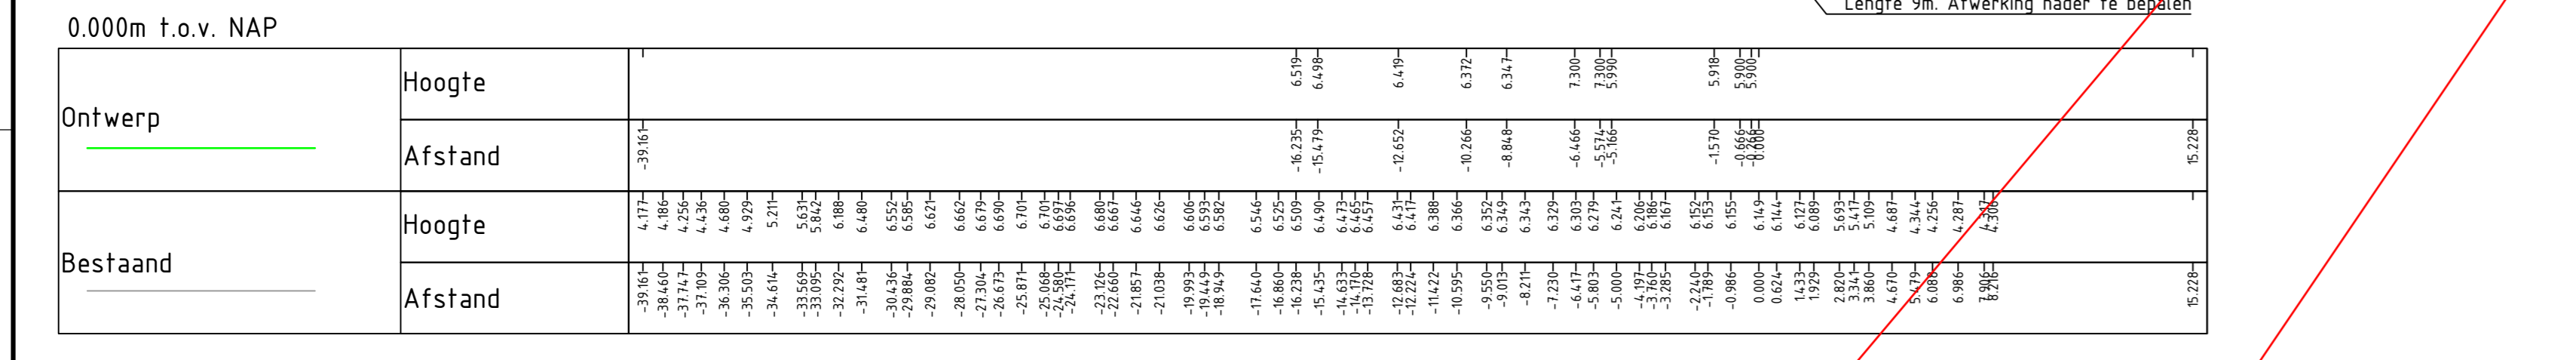 Lengte 9m. Afwerking nader te bepalen
0.000m t.o.v. NAP
Ontwerp
Hoogte
6.519 6.498 6.419 6.372 6.347 7.300 7.300 5.990 5.918 5.900 5.900
Afstand
-39.161 -16.235 -15.479 -12.652 -10.266 -8.848 -6.466 -5.574 -5.166 -1.570 -0.666 -0.266 0.000 15.228
Bestaand
Hoogte
4.177 4.186 4.256 4.436 4.680 4.929 5.211 5.631 5.842 6.188 6.480 6.552 6.585 6.621 6.662 6.679 6.690 6.701 6.701 6.697 6.696 6.680 6.667 6.646 6.626 6.606 6.593 6.582 6.546 6.525 6.509 6.490 6.473 6.465 6.457 6.431 6.417 6.388 6.366 6.352 6.349 6.343 6.329 6.303 6.279 6.241 6.206 6.186 6.167 6.152 6.153 6.155 6.149 6.144 6.127 6.089 5.693 5.417 5.109 4.687 4.344 4.256 4.287 4.317 4.306
Afstand
-39.161 -38.460 -37.747 -37.109 -36.306 -35.503 -34.614 -33.569 -33.095 -32.292 -31.481 -30.436 -29.884 -29.082 -28.050 -27.304 -26.673 -25.871 -25.068 -24.580 -24.171 -23.126 -22.660 -21.857 -21.038 -19.993 -19.449 -18.949 -17.640 -16.860 -16.238 -15.435 -14.633 -14.170 -13.728 -12.683 -12.224 -11.422 -10.595 -9.550 -9.013 -8.211 -7.230 -6.417 -5.803 -5.000 -4.197 -3.760 -3.285 -2.240 -1.789 -0.986 0.000 0.624 1.433 1.929 2.820 3.341 3.860 4.670 5.479 6.088 6.986 7.906 8.216 15.228